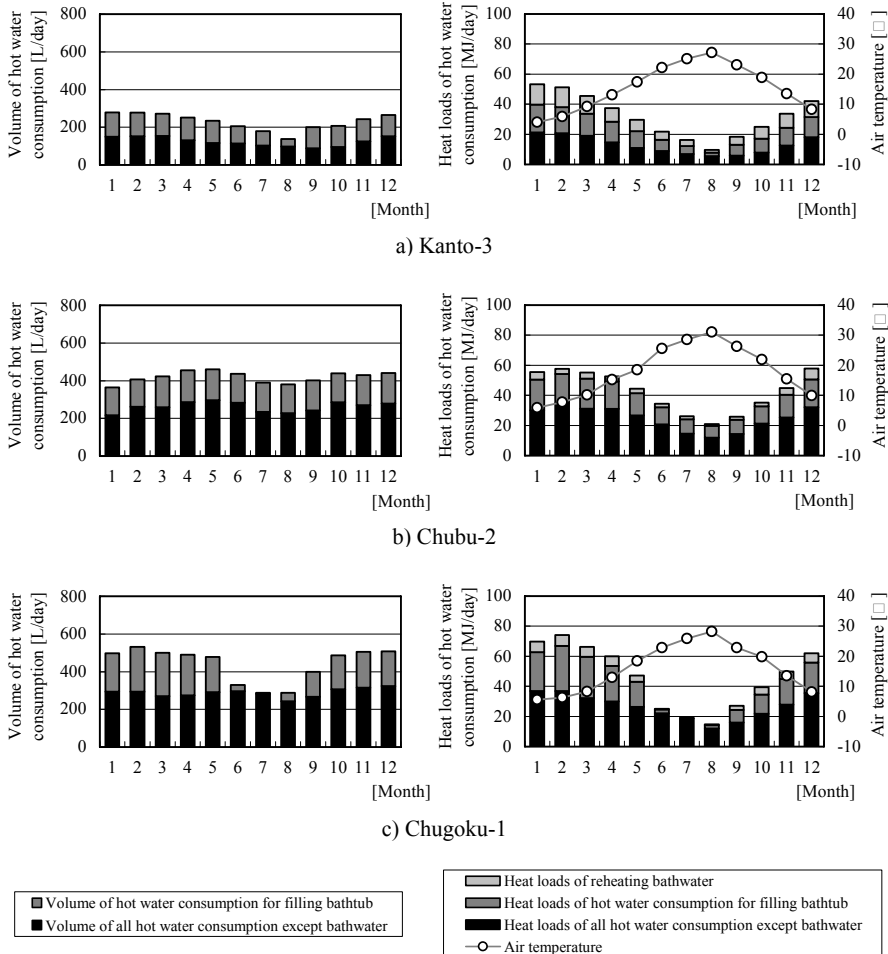 Volume of hot water
consumption [L/day]
800
600
400
200
0
1 2 3 4 5 6 7 8 9 10 11 12
[Month]
Heat loads of hot water
consumption [MJ/day]
100
80
60
40
20
0
1 2 3 4 5 6 7 8 9 10 11 12
[Month]
40
30
20
10
0
-10
Air temperature [□]
a) Kanto-3
Volume of hot water
consumption [L/day]
800
600
400
200
0
1 2 3 4 5 6 7 8 9 10 11 12
[Month]
Heat loads of hot water
consumption [MJ/day]
100
80
60
40
20
0
1 2 3 4 5 6 7 8 9 10 11 12
[Month]
40
30
20
10
0
-10
Air temperature [□]
b) Chubu-2
Volume of hot water
consumption [L/day]
800
600
400
200
0
1 2 3 4 5 6 7 8 9 10 11 12
[Month]
Heat loads of hot water
consumption [MJ/day]
100
80
60
40
20
0
1 2 3 4 5 6 7 8 9 10 11 12
[Month]
40
30
20
10
0
-10
Air temperature [□]
c) Chugoku-1
Volume of hot water consumption for filling bathtub
Volume of all hot water consumption except bathwater
Heat loads of reheating bathwater
Heat loads of hot water consumption for filling bathtub
Heat loads of all hot water consumption except bathwater
Air temperature